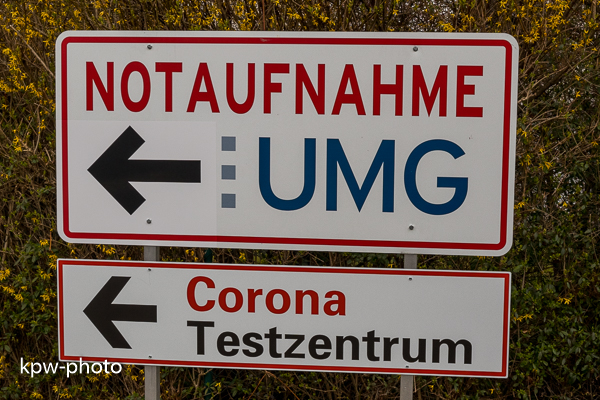 NOTAUFNAHME
UMG
Corona
Testzentrum
kpw-photo